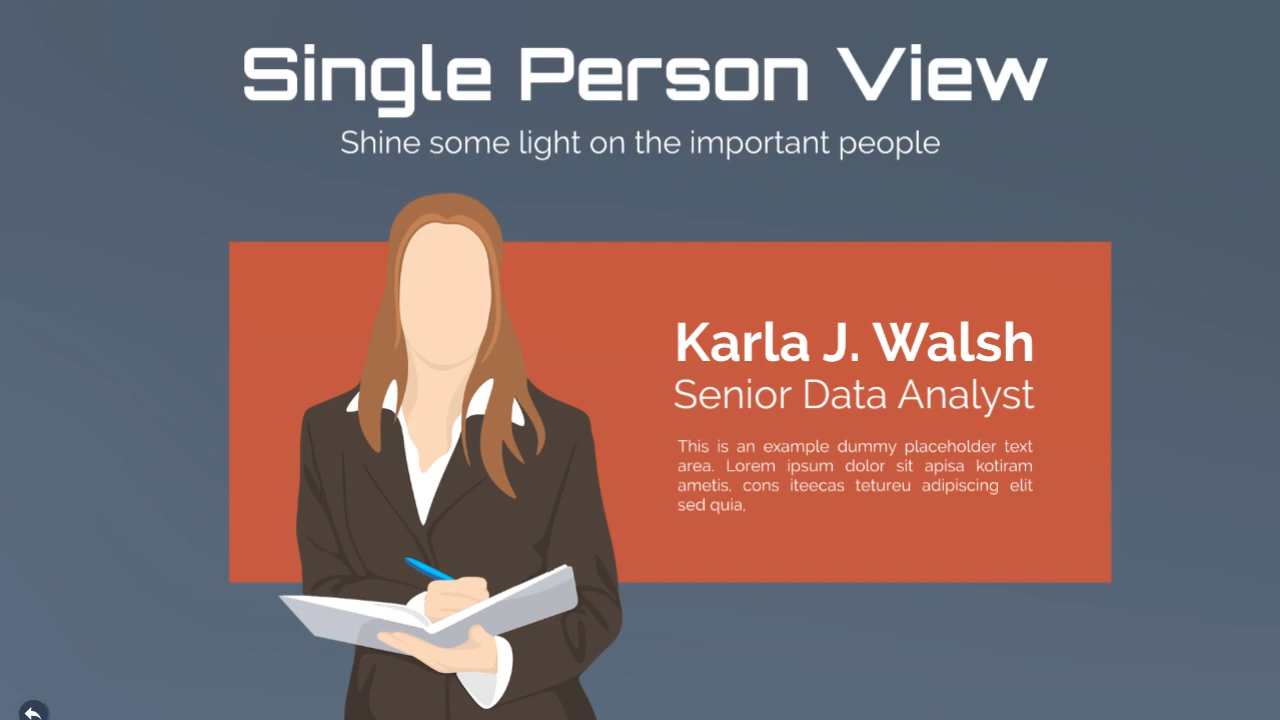 Single Person View
Shine some light on the important people
Karla J. Walsh
Senior Data Analyst
This is an example dummy placeholder text
area. Lorem ipsum dolor sit apisa kotiram
ametis, cons iteecas tetureu adipiscing elit
sed quia,